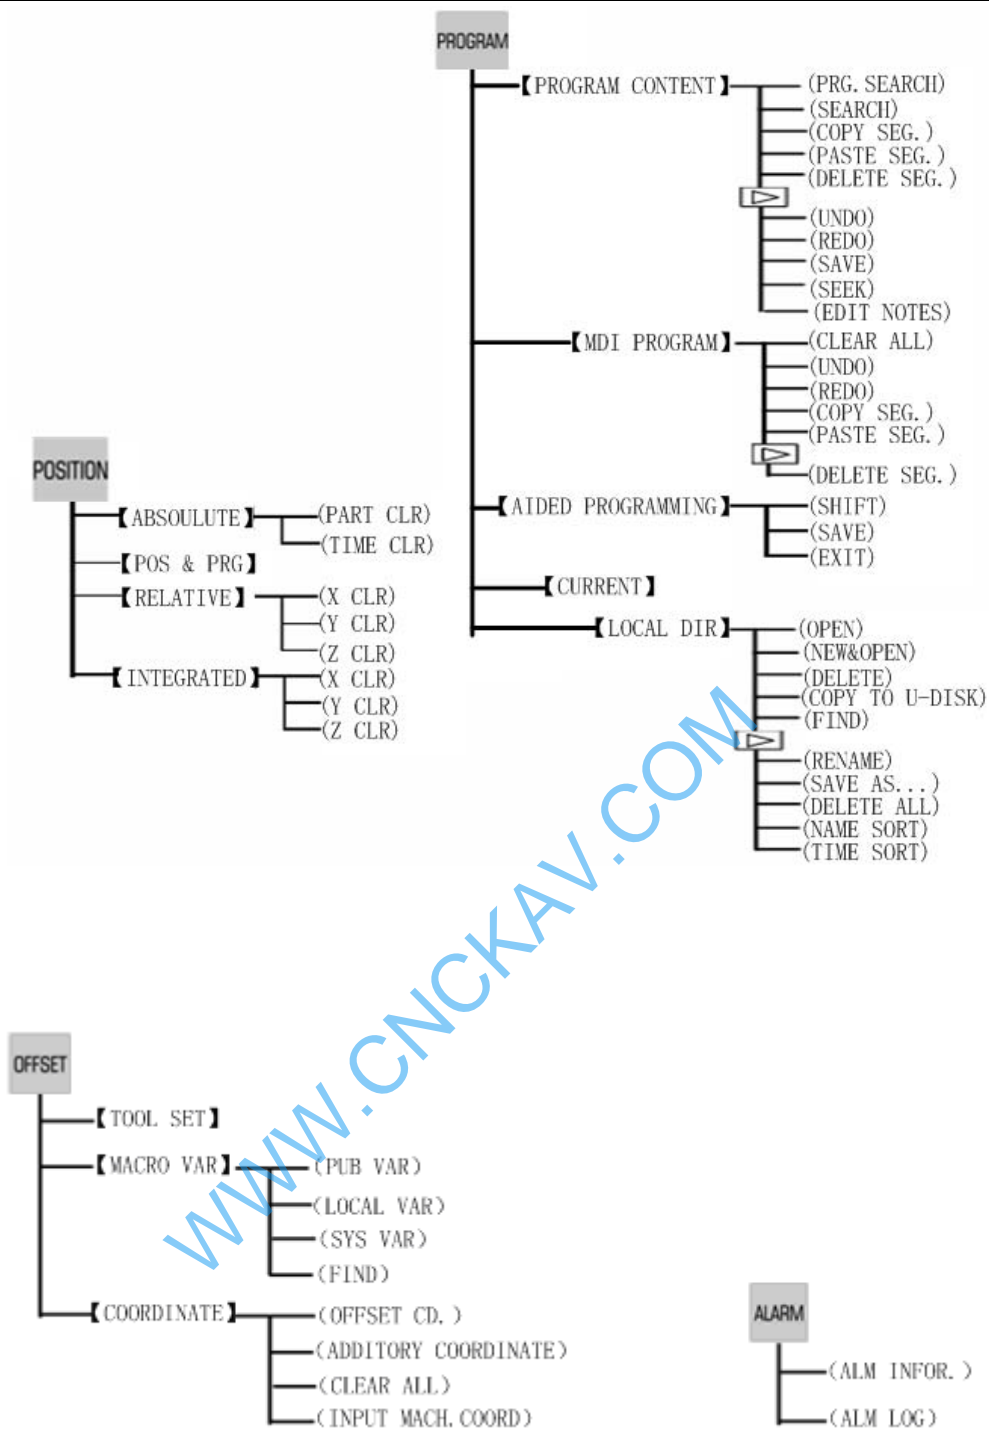 PROGRAM
【PROGRAM CONTENT】
(PRG.SEARCH)
(SEARCH)
(COPY SEG.)
(PASTE SEG.)
(DELETE SEG.)
(UNDO)
(REDO)
(SAVE)
(SEEK)
(EDIT NOTES)
【MDI PROGRAM】
(CLEAR ALL)
(UNDO)
(REDO)
(COPY SEG.)
(PASTE SEG.)
(DELETE SEG.)
【AIDED PROGRAMMING】
(SHIFT)
(SAVE)
(EXIT)
【CURRENT】
【LOCAL DIR】
(OPEN)
(NEW&OPEN)
(DELETE)
(COPY TO U-DISK)
(FIND)
(RENAME)
(SAVE AS...)
(DELETE ALL)
(NAME SORT)
(TIME SORT)
POSITION
【ABSOULUTE】
(PART CLR)
(TIME CLR)
【POS & PRG】
【RELATIVE】
(X CLR)
(Y CLR)
(Z CLR)
【INTEGRATED】
(X CLR)
(Y CLR)
(Z CLR)
WWW.CNCKAV.COM
OFFSET
【TOOL SET】
【MACRO VAR】
(PUB VAR)
(LOCAL VAR)
(SYS VAR)
(FIND)
【COORDINATE】
(OFFSET CD.)
(ADDITORY COORDINATE)
(CLEAR ALL)
(INPUT MACH.COORD)
ALARM
(ALM INFOR.)
(ALM LOG)